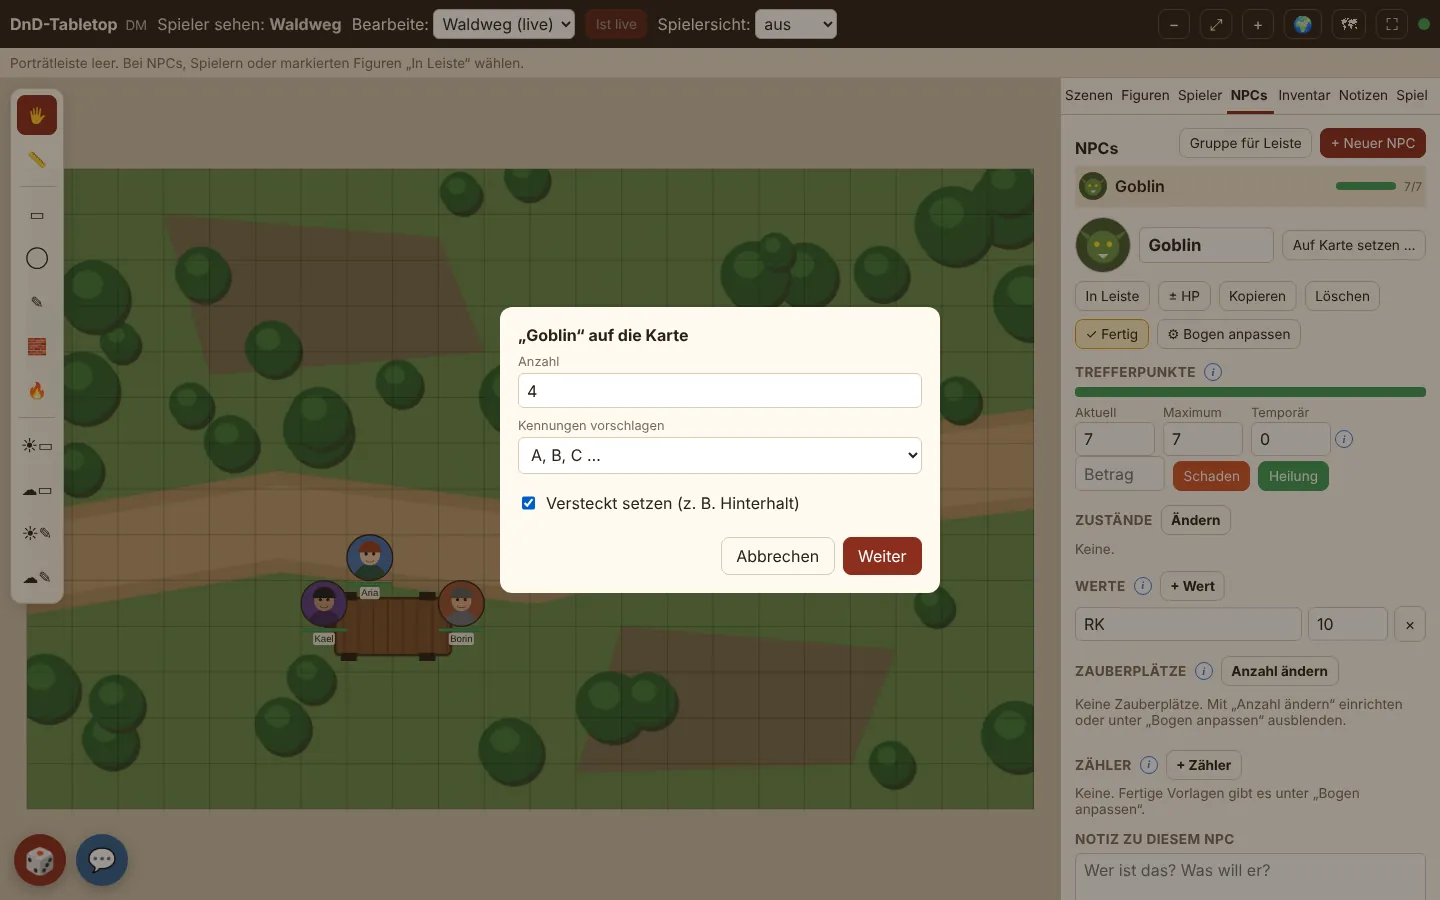 DnD-Tabletop DM Spieler sehen: Waldweg Bearbeite: Waldweg (live) Ist live Spielersicht: aus
Porträtleiste leer. Bei NPCs, Spielern oder markierten Figuren „In Leiste“ wählen.
Szenen Figuren Spieler NPCs Inventar Notizen Spiel
NPCs Gruppe für Leiste + Neuer NPC
Goblin 7/7
Goblin Auf Karte setzen ...
In Leiste ± HP Kopieren Löschen
✓ Fertig ⚙ Bogen anpassen
TREFFERPUNKTE i
Aktuell Maximum Temporär
7 7 0 i
Betrag Schaden Heilung
ZUSTÄNDE Ändern
Keine.
WERTE i + Wert
RK 10 ×
ZAUBERPLÄTZE i Anzahl ändern
Keine Zauberplätze. Mit „Anzahl ändern“ einrichten
oder unter „Bogen anpassen“ ausblenden.
ZÄHLER i + Zähler
Keine. Fertige Vorlagen gibt es unter „Bogen
anpassen“.
NOTIZ ZU DIESEM NPC
Wer ist das? Was will er?
„Goblin“ auf die Karte
Anzahl
4
Kennungen vorschlagen
A, B, C ...
Versteckt setzen (z. B. Hinterhalt)
Abbrechen Weiter
Aria
Kael
Borin